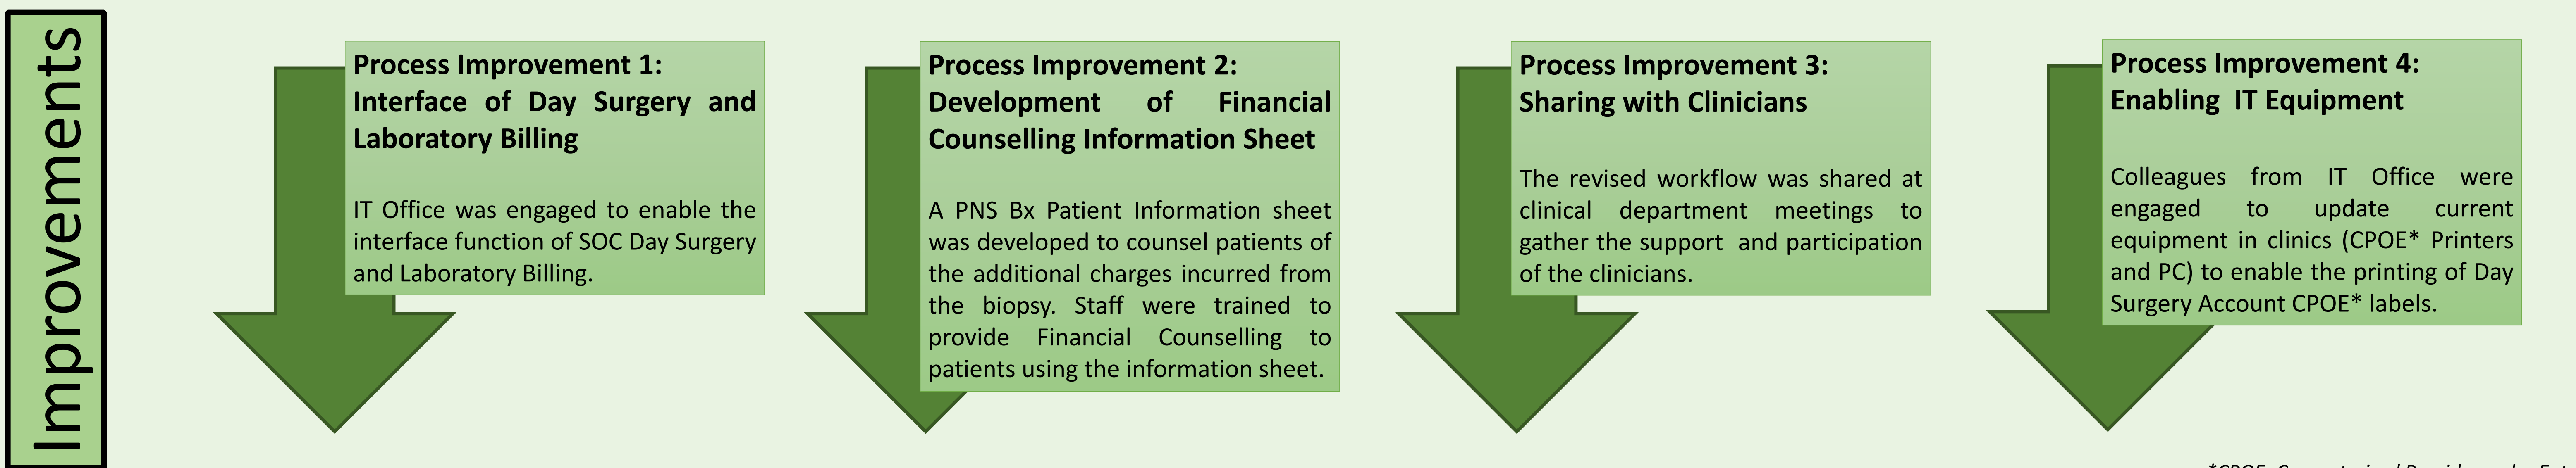 Improvements
Process Improvement 1:
Interface of Day Surgery and
Laboratory Billing
IT Office was engaged to enable the
interface function of SOC Day Surgery
and Laboratory Billing.
Process Improvement 2:
Development of Financial
Counselling Information Sheet
A PNS Bx Patient Information sheet
was developed to counsel patients of
the additional charges incurred from
the biopsy. Staff were trained to
provide Financial Counselling to
patients using the information sheet.
Process Improvement 3:
Sharing with Clinicians
The revised workflow was shared at
clinical department meetings to
gather the support and participation
of the clinicians.
Process Improvement 4:
Enabling IT Equipment
Colleagues from IT Office were
engaged to update current
equipment in clinics (CPOE* Printers
and PC) to enable the printing of Day
Surgery Account CPOE* labels.